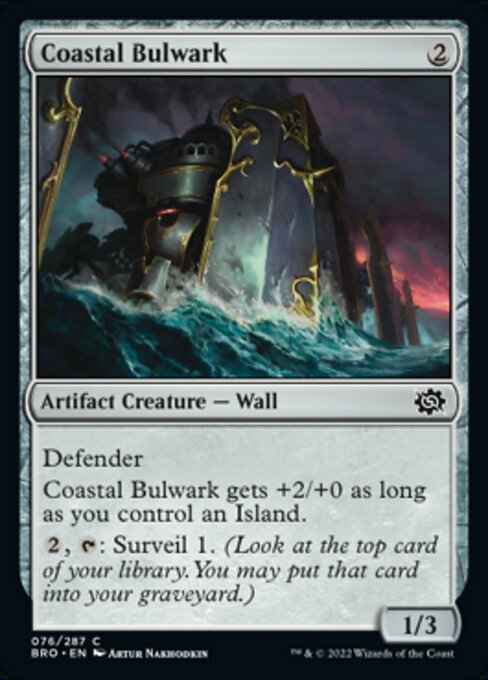 Coastal Bulwark 2
Artifact Creature — Wall
Defender
Coastal Bulwark gets +2/+0 as long
as you control an Island.
2, : Surveil 1. (Look at the top card
of your library. You may put that card
into your graveyard.)
1/3
076/287 C
BRO • EN Artur Nakhodkin
™ & © 2022 Wizards of the Coast